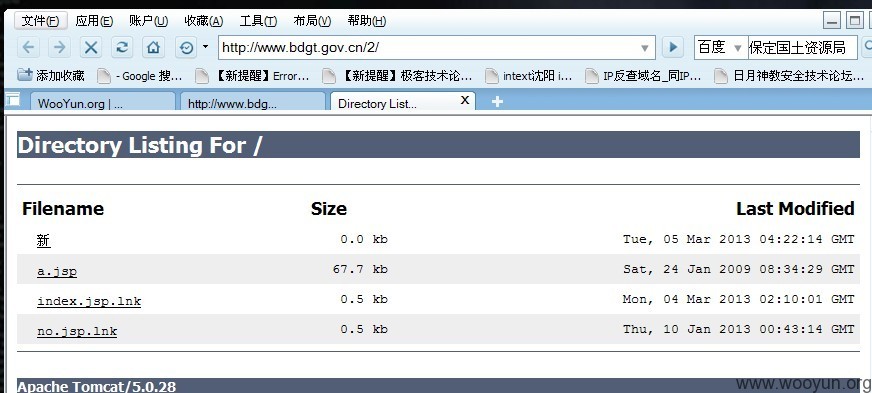 文件(F) 应用(E) 账户(U) 收藏(A) 工具(T) 布局(V) 帮助(H)
http://www.bdgt.gov.cn/2/ 百度 保定国土资源局
添加收藏 - Google 搜... 【新提醒】Error... 【新提醒】极客技术论... intext沈阳 i... IP反查域名_同IP... 日月神教安全技术论坛...
WooYun.org | ... http://www.bdg... Directory List... X
Directory Listing For /
Filename Size Last Modified
新 0.0 kb Tue, 05 Mar 2013 04:22:14 GMT
a.jsp 67.7 kb Sat, 24 Jan 2009 08:34:29 GMT
index.jsp.lnk 0.5 kb Mon, 04 Mar 2013 02:10:01 GMT
no.jsp.lnk 0.5 kb Thu, 10 Jan 2013 00:43:14 GMT
Apache Tomcat/5.0.28
www.wooyun.org